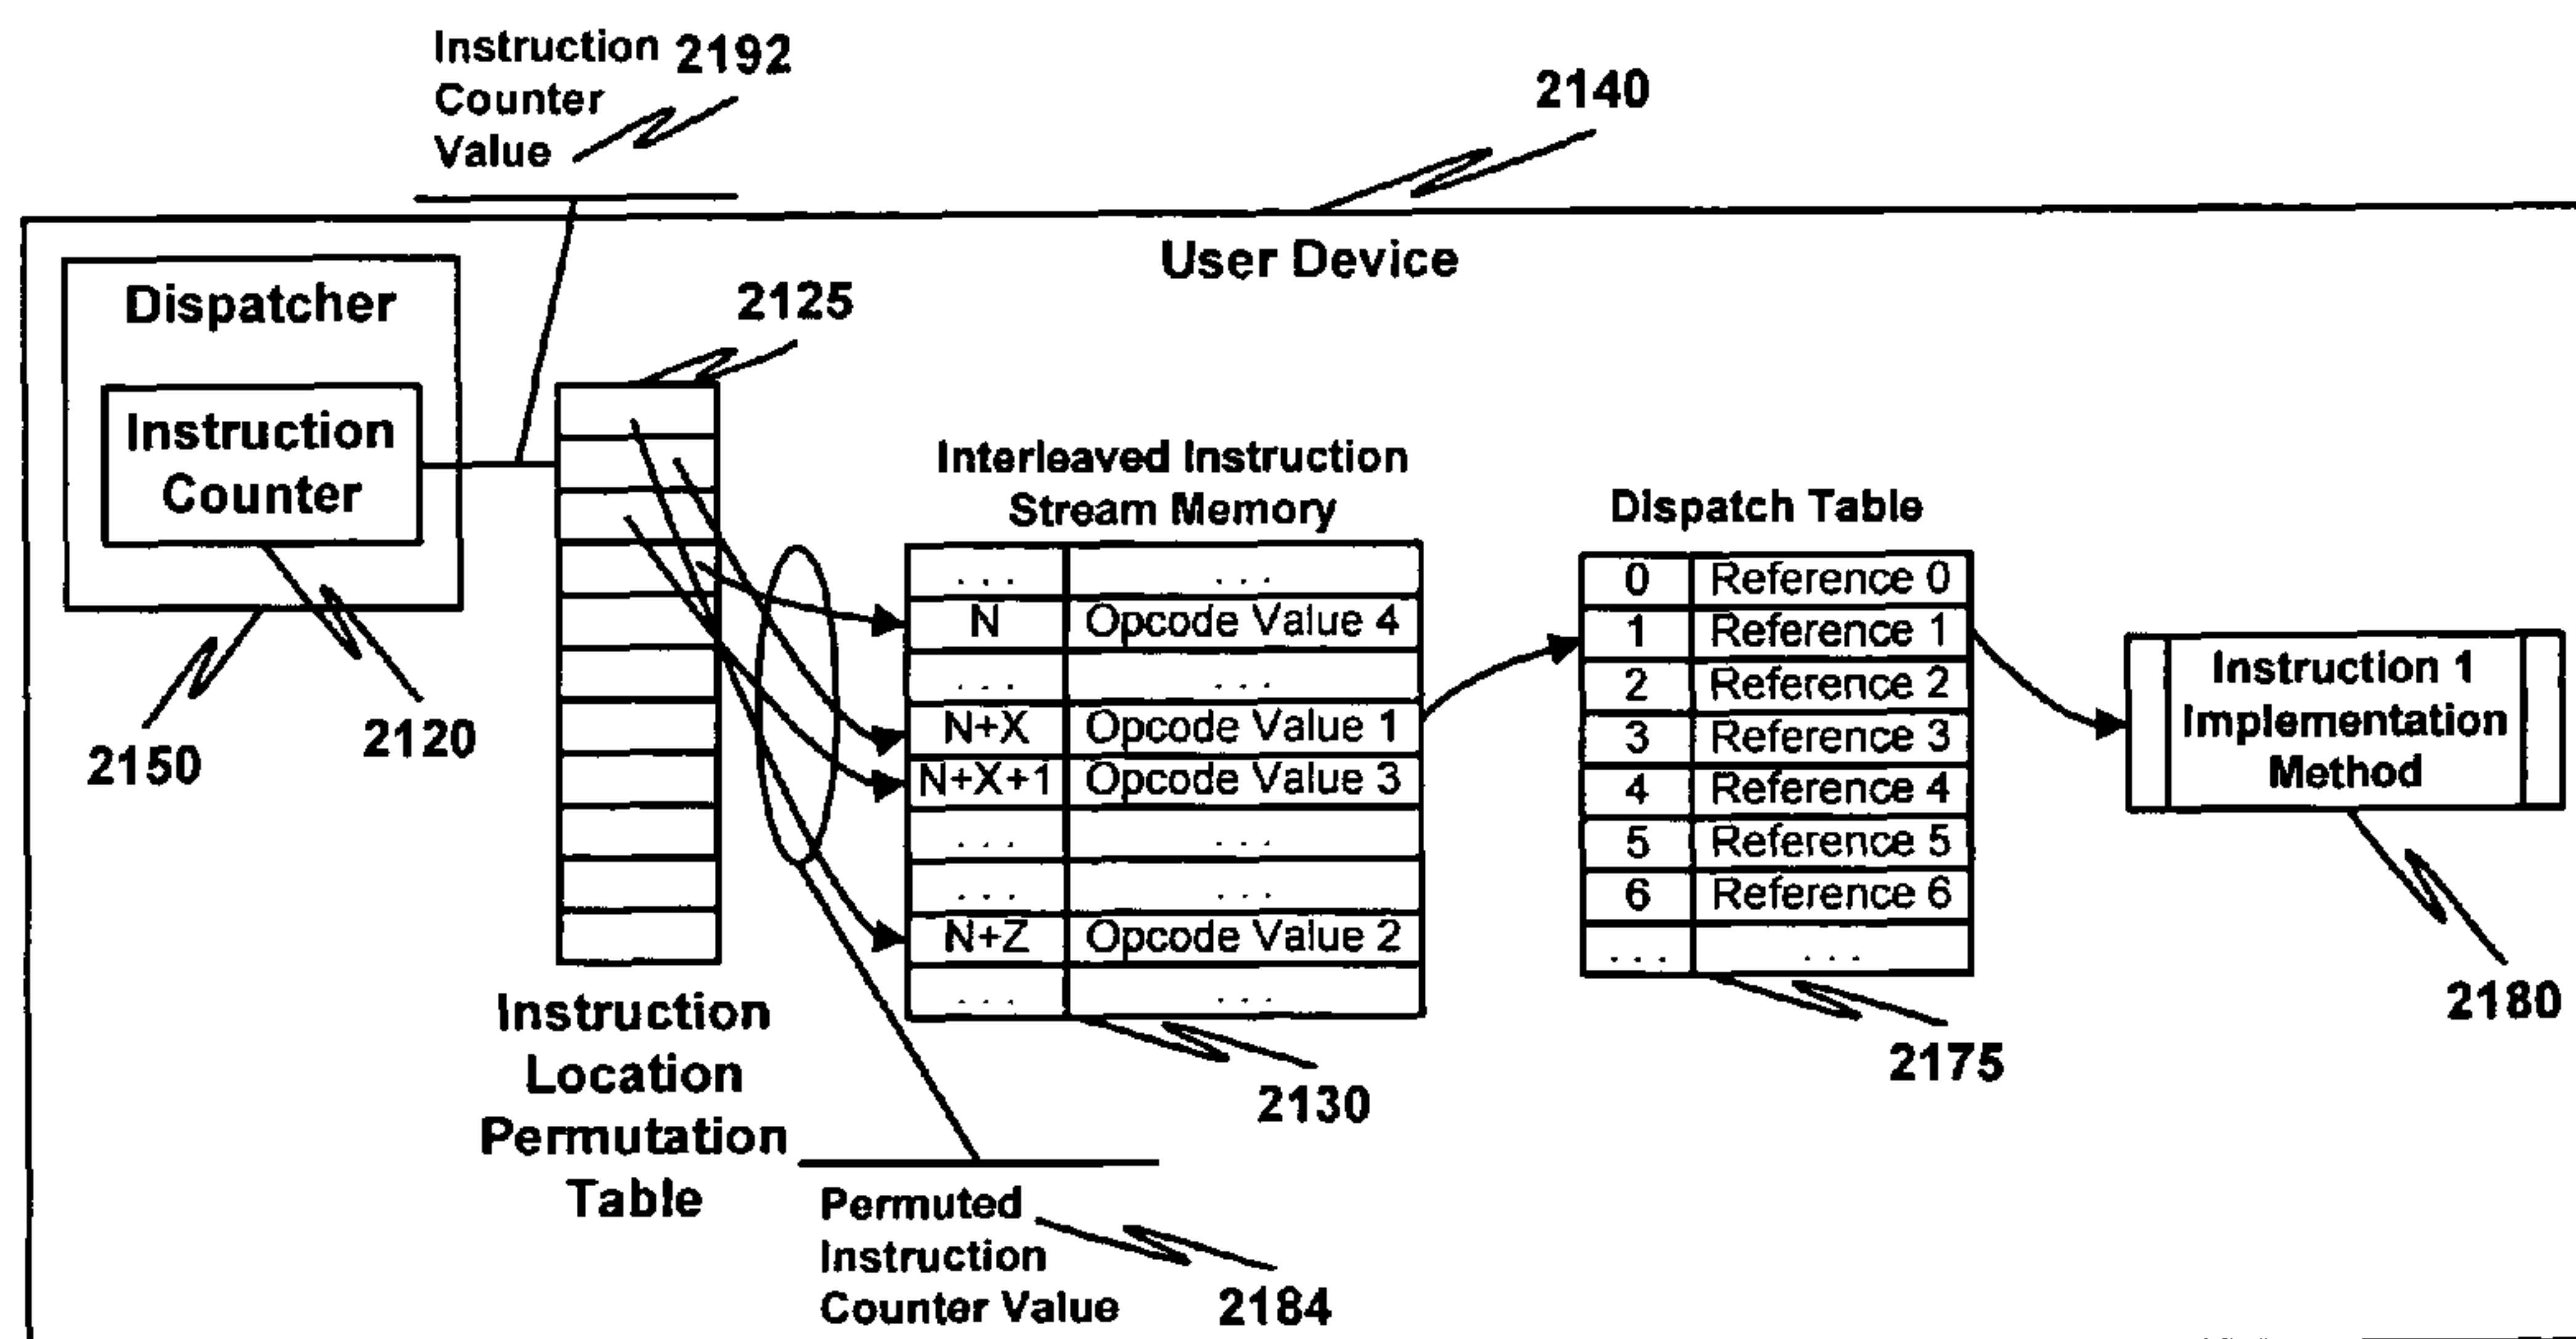 Instruction 2192
Counter
Value
2140
User Device
Dispatcher
2125
Instruction
Counter
Interleaved Instruction
Stream Memory
Dispatch Table
. . . . . .
N Opcode Value 4
. . . . . .
N+X Opcode Value 1
N+X+1 Opcode Value 3
. . . . . .
. . . . . .
N+Z Opcode Value 2
. . . . . .
0 Reference 0
1 Reference 1
2 Reference 2
3 Reference 3
4 Reference 4
5 Reference 5
6 Reference 6
. . . . . .
Instruction 1
Implementation
Method
2150
2120
Instruction
Location
Permutation
Table
2130
2175
2180
Permuted
Instruction
Counter Value
2184